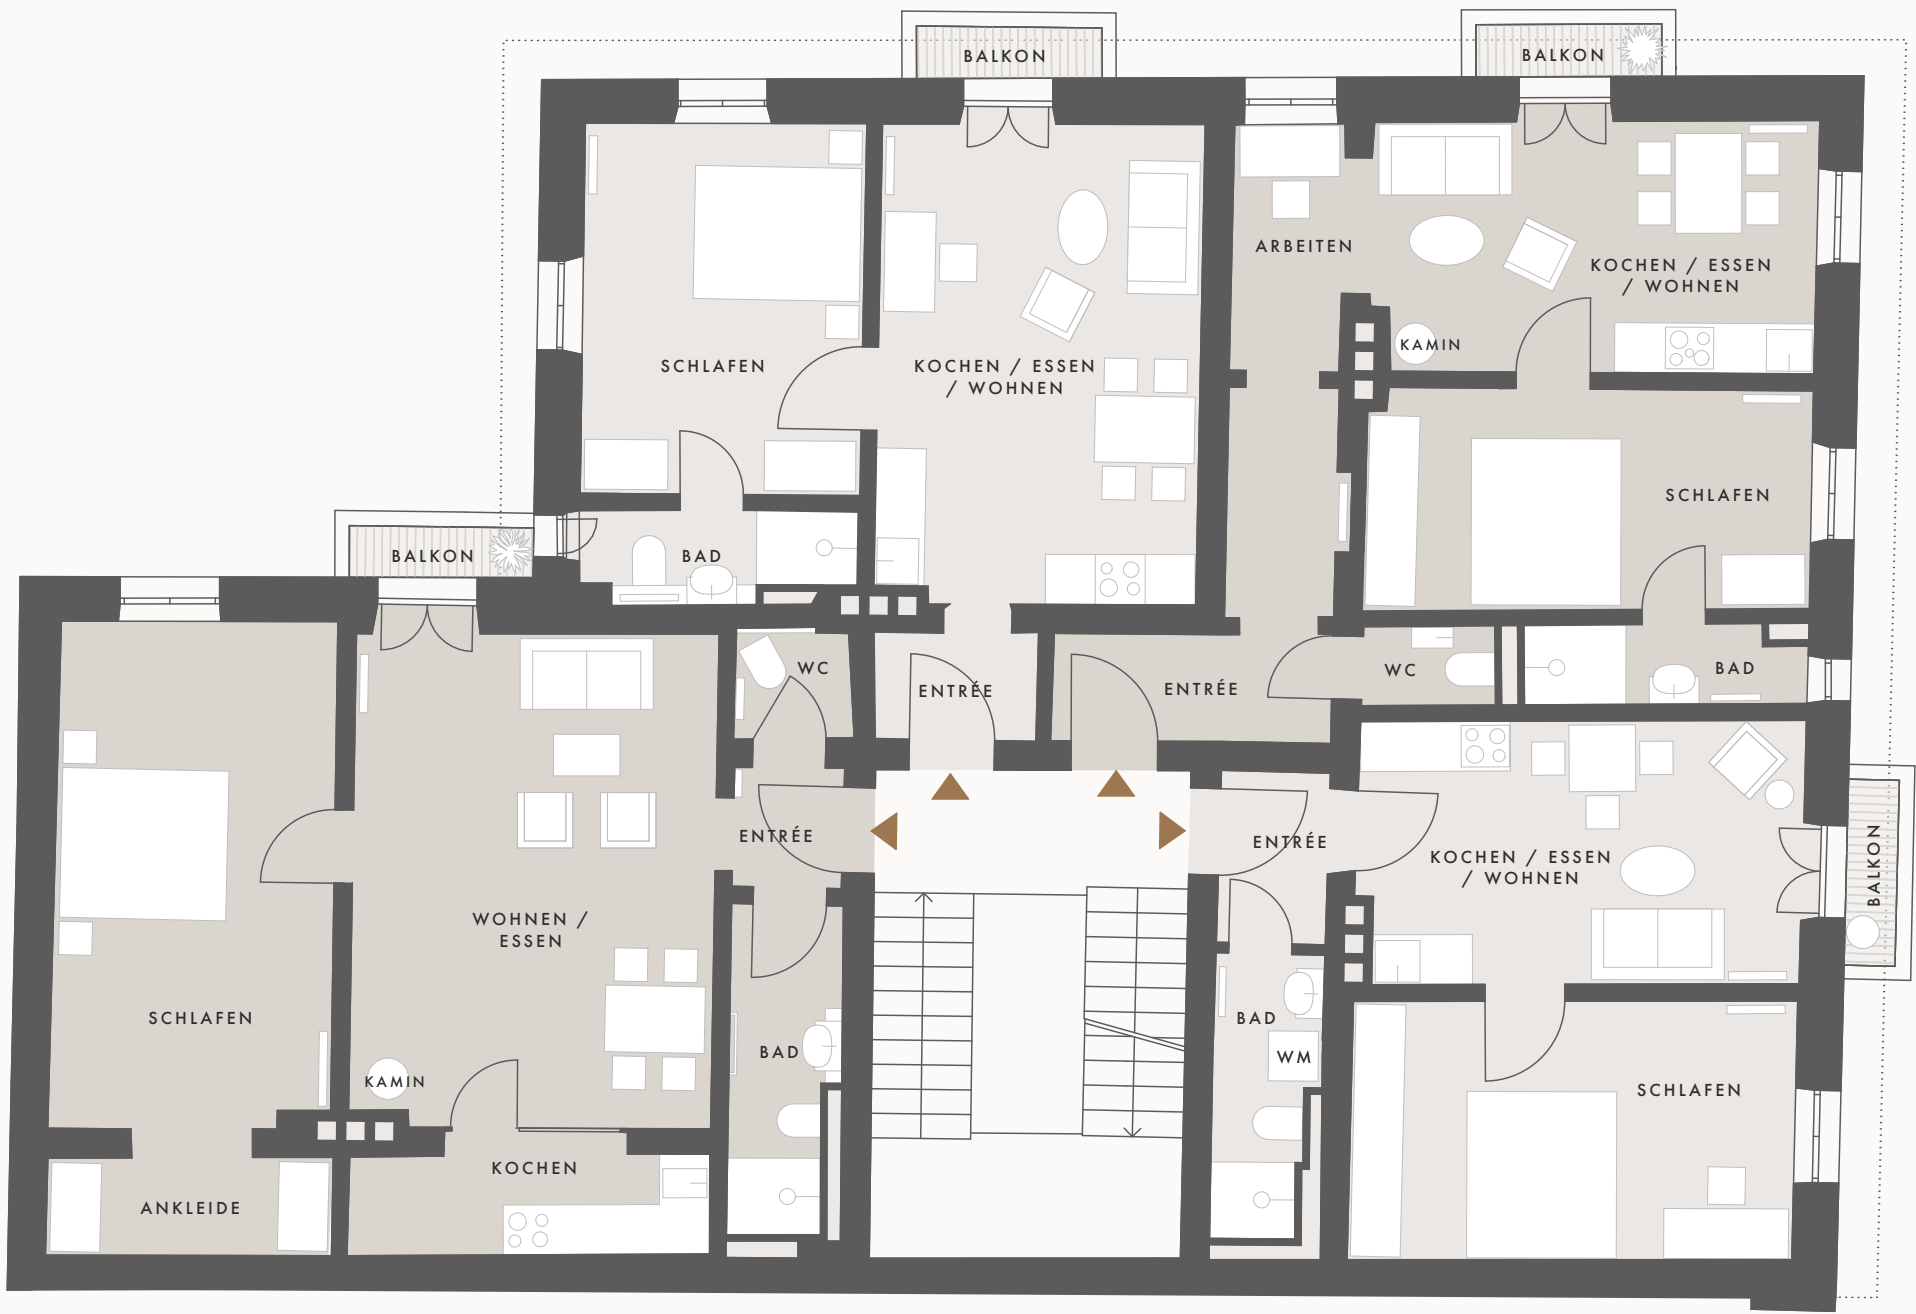 BALKON
BALKON
ARBEITEN
KOCHEN / ESSEN
/ WOHNEN
KAMIN
SCHLAFEN
KOCHEN / ESSEN
/ WOHNEN
SCHLAFEN
BALKON
BAD
WC
ENTRÉE
ENTRÉE
WC
BAD
ENTRÉE
ENTRÉE
KOCHEN / ESSEN
/ WOHNEN
BALKON
WOHNEN /
ESSEN
SCHLAFEN
BAD
BAD
WM
KAMIN
SCHLAFEN
KOCHEN
ANKLEIDE